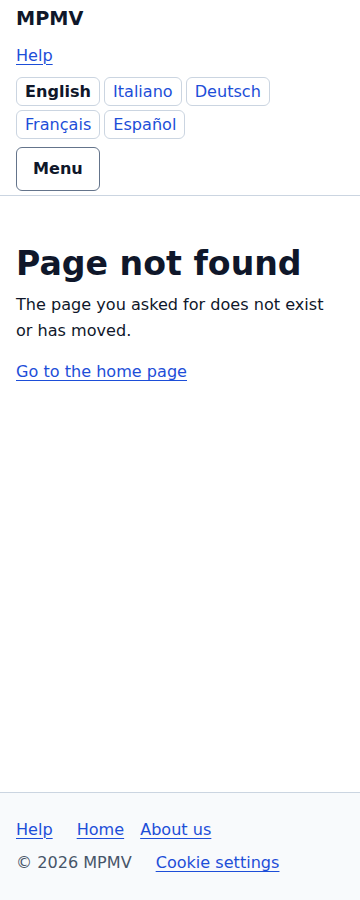 MPMV
Help
English Italiano Deutsch
Français Español
Menu
Page not found
The page you asked for does not exist
or has moved.
Go to the home page
Help Home About us
© 2026 MPMV Cookie settings